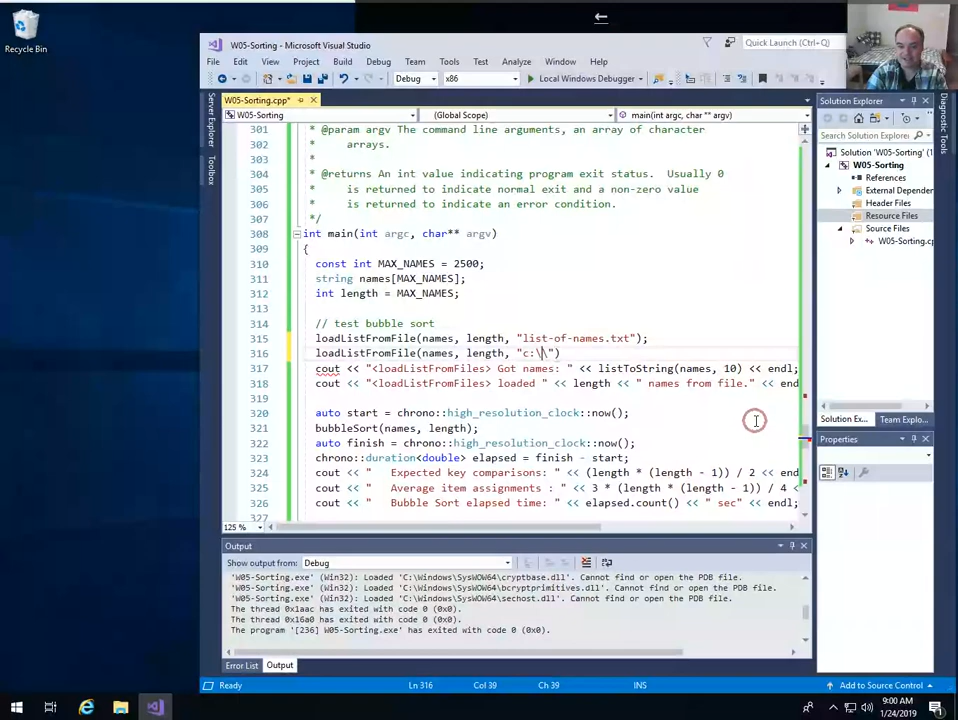 Recycle Bin
W05-Sorting - Microsoft Visual Studio
Quick Launch (Ctrl+Q)
File Edit View Project Build Debug Team Tools Test Analyze Window Help
Debug x86 Local Windows Debugger
Server Explorer
Toolbox
W05-Sorting.cpp*
W05-Sorting (Global Scope) main(int argc, char ** argv)
301 * @param argv The command line arguments, an array of character
302 * arrays.
303 *
304 * @returns An int value indicating program exit status. Usually 0
305 * is returned to indicate normal exit and a non-zero value
306 * is returned to indicate an error condition.
307 */
308 int main(int argc, char** argv)
309 {
310 const int MAX_NAMES = 2500;
311 string names[MAX_NAMES];
312 int length = MAX_NAMES;
313
314 // test bubble sort
315 loadListFromFile(names, length, "list-of-names.txt");
316 loadListFromFile(names, length, "c:\\")
317 cout << "<loadListFromFiles> Got names: " << listToString(names, 10) << endl;
318 cout << "<loadListFromFiles> loaded " << length << " names from file." << end
319
320 auto start = chrono::high_resolution_clock::now();
321 bubbleSort(names, length);
322 auto finish = chrono::high_resolution_clock::now();
323 chrono::duration<double> elapsed = finish - start;
324 cout << " Expected key comparisons: " << (length * (length - 1)) / 2 << end
325 cout << " Average item assignments : " << 3 * (length * (length - 1)) / 4 <
326 cout << " Bubble Sort elapsed time: " << elapsed.count() << " sec" << endl;
327
125 %
Solution Explorer
Search Solution Explorer
Solution 'W05-Sorting' (1
W05-Sorting
References
External Depende
Header Files
Resource Files
Source Files
W05-Sorting.cp
Solution Ex... Team Explo...
Properties
Diagnostic Tools
Output
Show output from: Debug
'W05-Sorting.exe' (Win32): Loaded 'C:\Windows\SysWOW64\cryptbase.dll'. Cannot find or open the PDB file.
'W05-Sorting.exe' (Win32): Loaded 'C:\Windows\SysWOW64\bcryptprimitives.dll'. Cannot find or open the PDB file.
'W05-Sorting.exe' (Win32): Loaded 'C:\Windows\SysWOW64\sechost.dll'. Cannot find or open the PDB file.
The thread 0x1aac has exited with code 0 (0x0).
The thread 0x16a0 has exited with code 0 (0x0).
The program '[236] W05-Sorting.exe' has exited with code 0 (0x0).
Error List Output
Ready Ln 316 Col 39 Ch 39 INS Add to Source Control
9:00 AM
1/24/2019